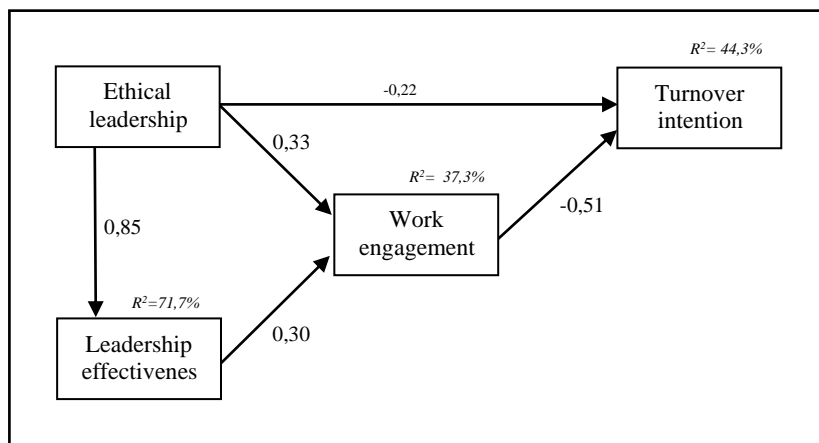 R²= 44,3%
Ethical
leadership
-0,22
Turnover
intention
0,33
R²= 37,3%
Work
engagement
-0,51
0,85
R²=71,7%
Leadership
effectivenes
0,30